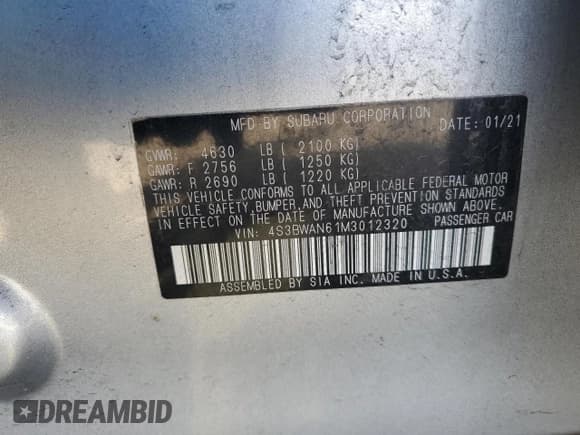 MFD BY SUBARU CORPORATION
DATE: 01/21
GVWR: 4630 LB ( 2100 KG)
GAWR: F 2756 LB ( 1250 KG)
GAWR: R 2690 LB ( 1220 KG)
THIS VEHICLE CONFORMS TO ALL APPLICABLE FEDERAL MOTOR
VEHICLE SAFETY, BUMPER, AND THEFT PREVENTION STANDARDS
IN EFFECT ON THE DATE OF MANUFACTURE SHOWN ABOVE.
VIN: 4S3BWAN61M3012320 PASSENGER CAR
ASSEMBLED BY SIA INC. MADE IN U.S.A.
DREAMBID